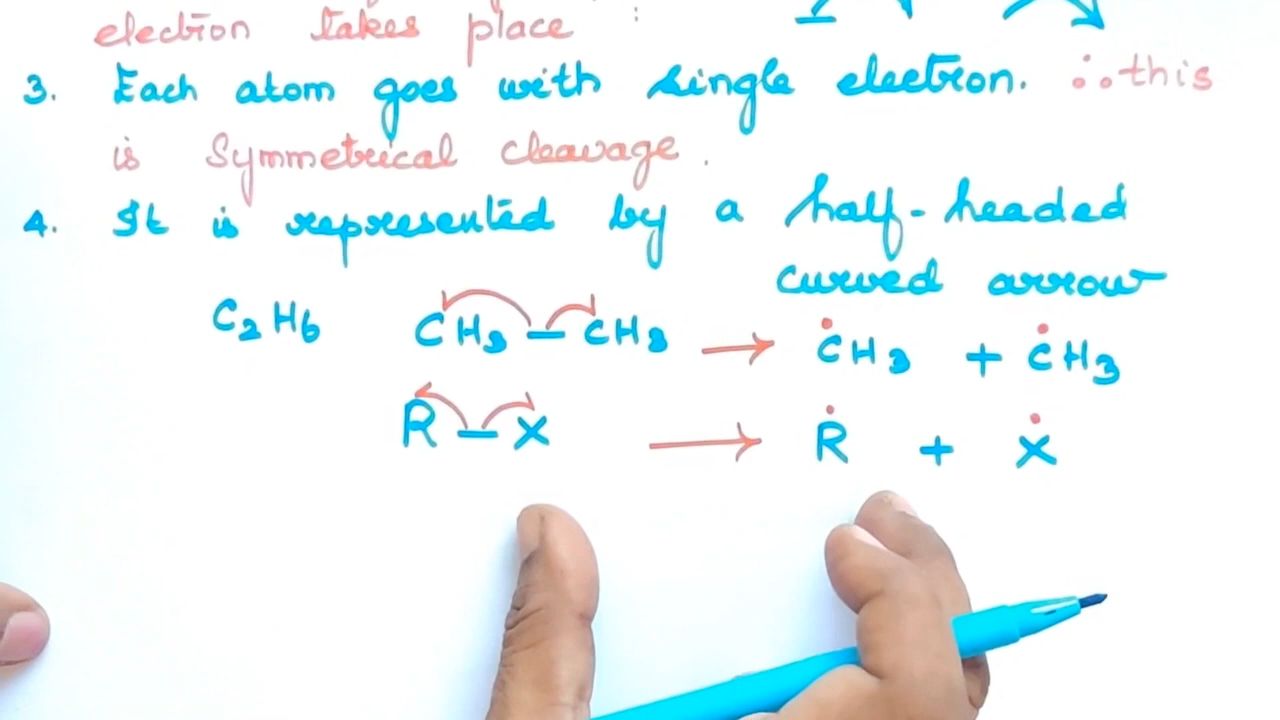 electron takes place :
3. Each atom goes with single electron. ∴ this
is Symmetrical cleavage.
4. It is represented by a half-headed
curved arrow
C₂H₆ CH₃ – CH₃ → ĊH₃ + ĊH₃
R – X → Ṙ + Ẋ